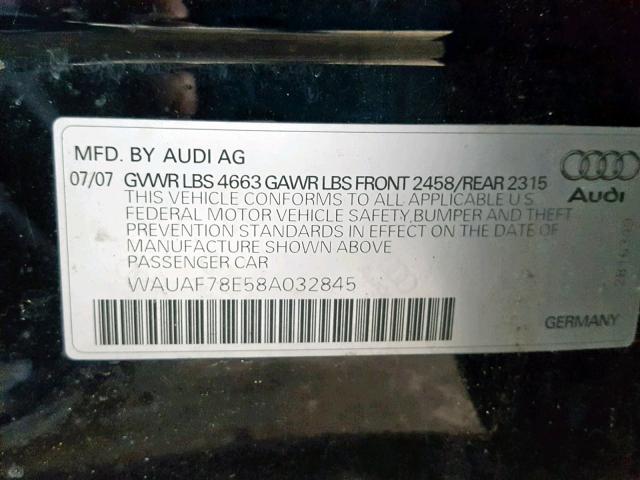 MFD. BY AUDI AG
07/07 GVWR LBS 4663 GAWR LBS FRONT 2458/REAR 2315
THIS VEHICLE CONFORMS TO ALL APPLICABLE U.S.
FEDERAL MOTOR VEHICLE SAFETY, BUMPER AND THEFT
PREVENTION STANDARDS IN EFFECT ON THE DATE OF
MANUFACTURE SHOWN ABOVE
PASSENGER CAR
WAUAF78E58A032845
Audi
GERMANY